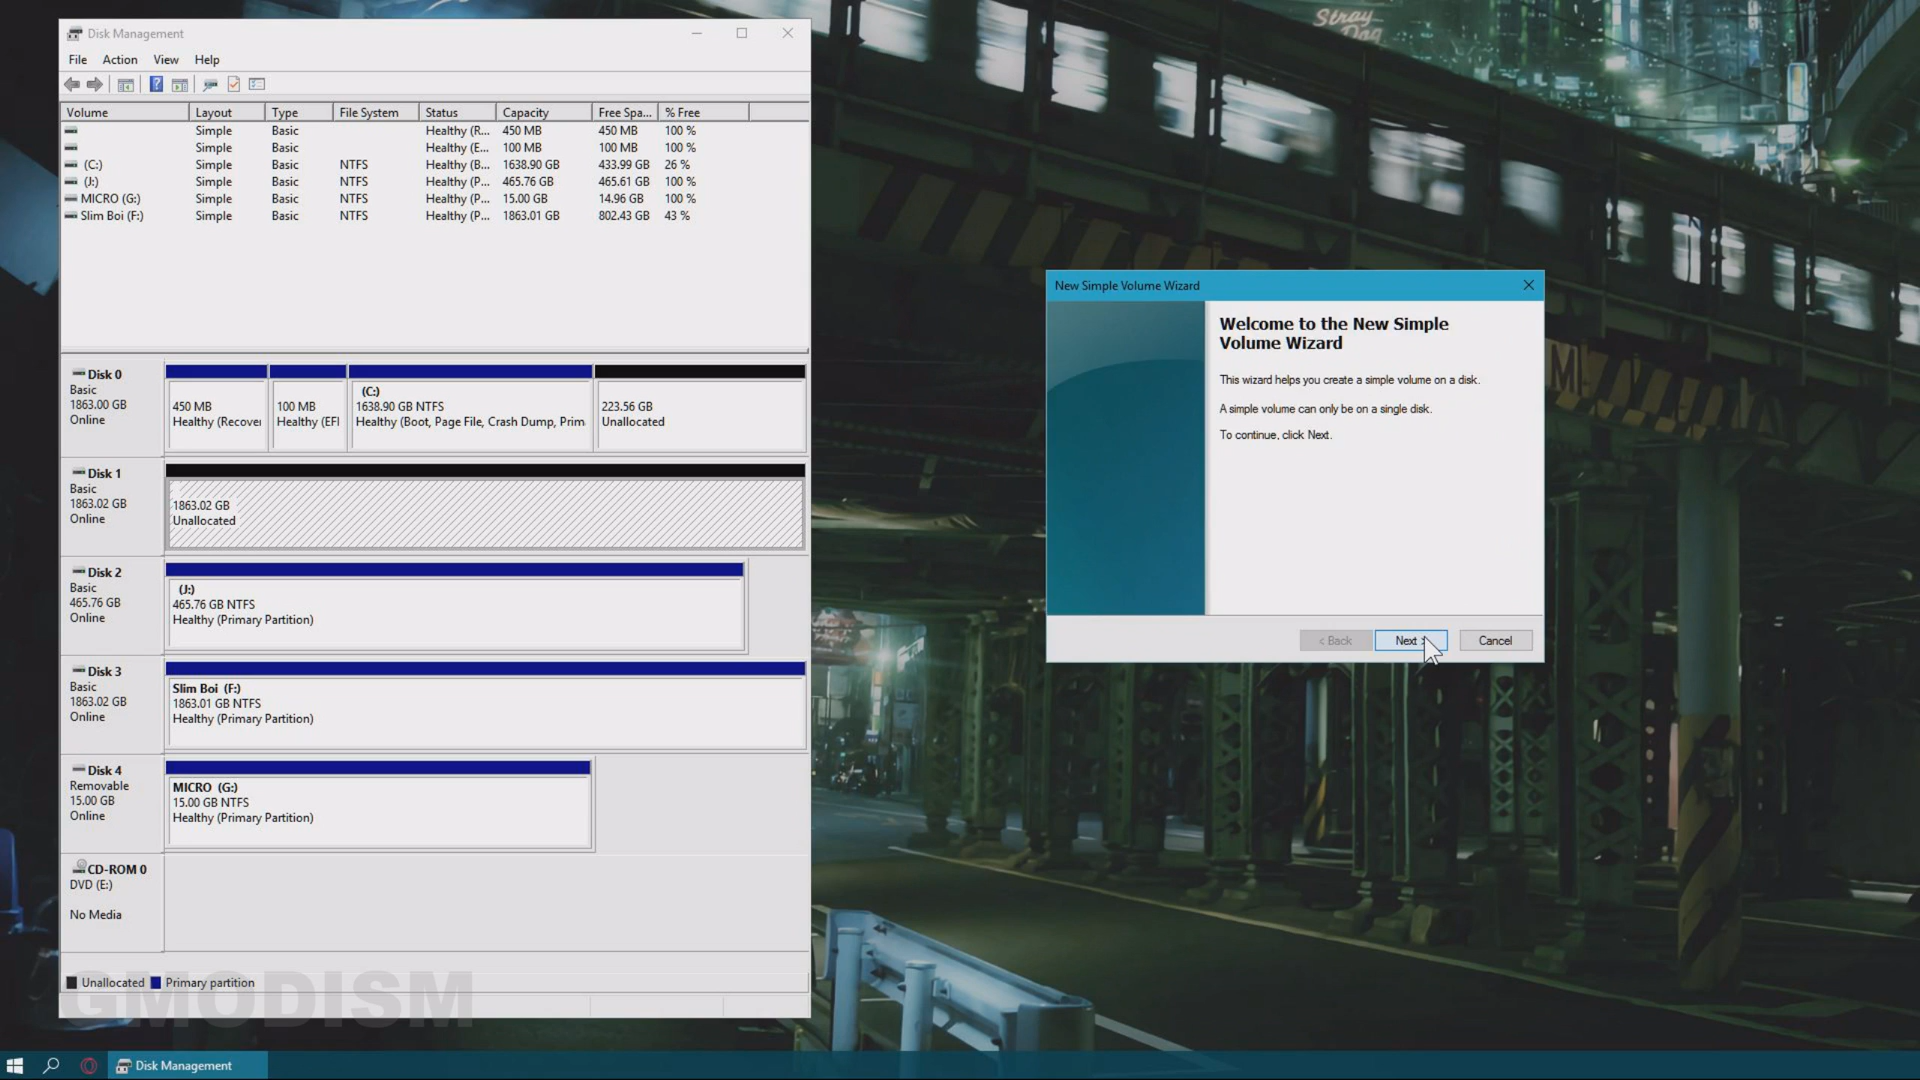 Stray
Dog
Disk Management
File Action View Help
Volume Layout Type File System Status Capacity Free Spa... % Free
Simple Basic Healthy (R... 450 MB 450 MB 100 %
Simple Basic Healthy (E... 100 MB 100 MB 100 %
(C:) Simple Basic NTFS Healthy (B... 1638.90 GB 433.99 GB 26 %
(J:) Simple Basic NTFS Healthy (P... 465.76 GB 465.61 GB 100 %
MICRO (G:) Simple Basic NTFS Healthy (P... 15.00 GB 14.96 GB 100 %
Slim Boi (F:) Simple Basic NTFS Healthy (P... 1863.01 GB 802.43 GB 43 %
Disk 0
Basic
1863.00 GB
Online
450 MB
Healthy (Recover
100 MB
Healthy (EFI
(C:)
1638.90 GB NTFS
Healthy (Boot, Page File, Crash Dump, Prim
223.56 GB
Unallocated
Disk 1
Basic
1863.02 GB
Online
1863.02 GB
Unallocated
Disk 2
Basic
465.76 GB
Online
(J:)
465.76 GB NTFS
Healthy (Primary Partition)
Disk 3
Basic
1863.02 GB
Online
Slim Boi (F:)
1863.01 GB NTFS
Healthy (Primary Partition)
Disk 4
Removable
15.00 GB
Online
MICRO (G:)
15.00 GB NTFS
Healthy (Primary Partition)
CD-ROM 0
DVD (E:)
No Media
Unallocated Primary partition
GMODISM
New Simple Volume Wizard
Welcome to the New Simple
Volume Wizard
This wizard helps you create a simple volume on a disk.
A simple volume can only be on a single disk.
To continue, click Next.
< Back Next > Cancel
Disk Management